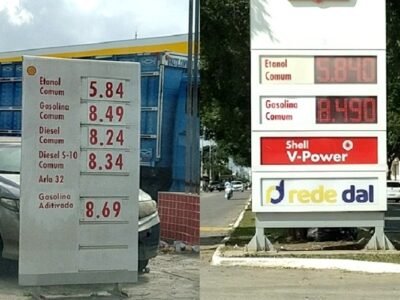 Etanol Comum 5.84
Gasolina Comum 8.49
Diesel Comum 8.24
Diesel S-10 Comum 8.34
Arla 32
Gasolina Aditivada 8.69
Etanol Comum 5.840
Gasolina Comum 8.490
Shell
V-Power
rede dal